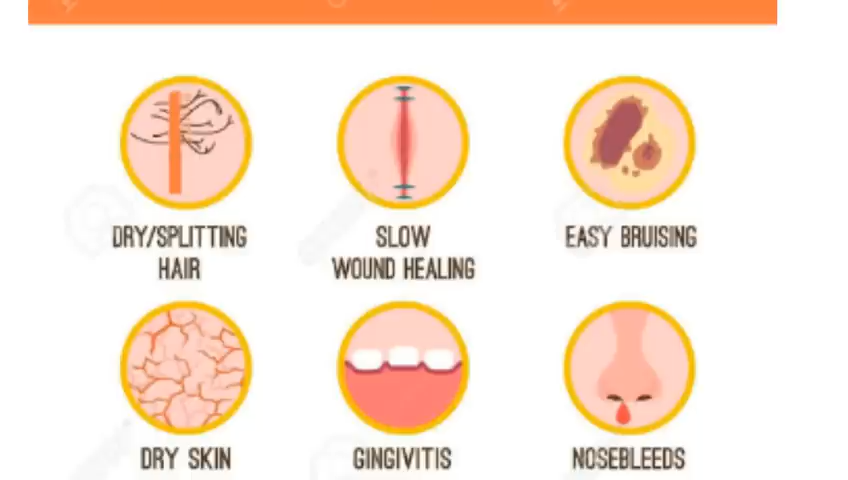 DRY/SPLITTING
HAIR
SLOW
WOUND HEALING
EASY BRUISING
DRY SKIN
GINGIVITIS
NOSEBLEEDS